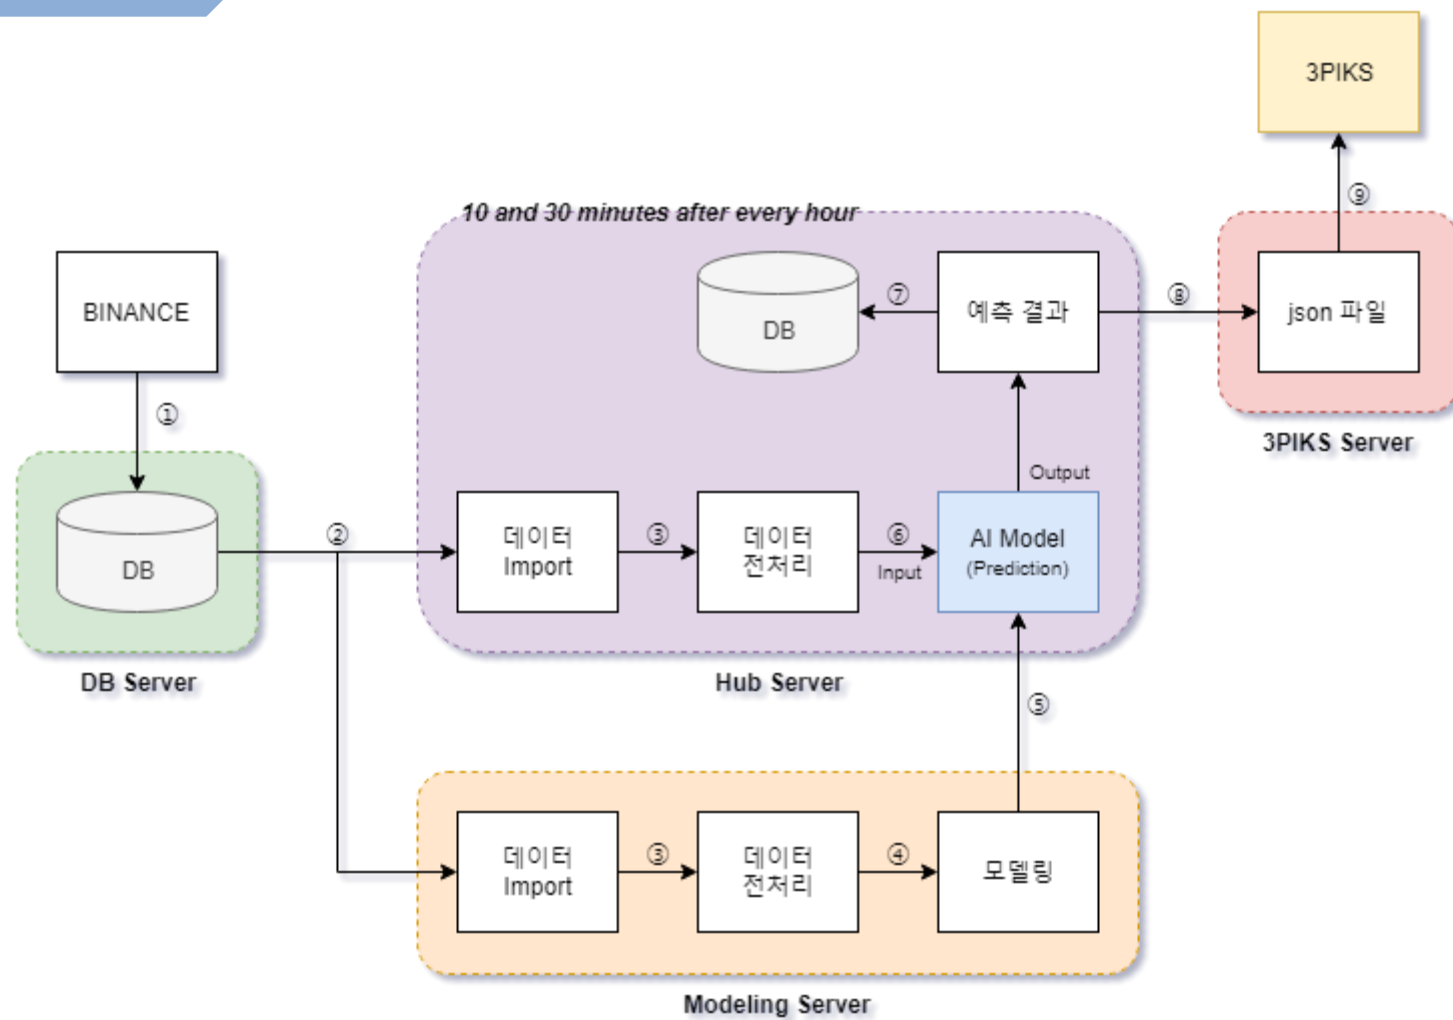 3PIKS
⑨
10 and 30 minutes after every hour
BINANCE
DB
⑦
예측 결과
⑧
json 파일
①
3PIKS Server
Output
DB
②
데이터
Import
③
데이터
전처리
⑥
Input
AI Model
(Prediction)
DB Server
Hub Server
⑤
데이터
Import
③
데이터
전처리
④
모델링
Modeling Server